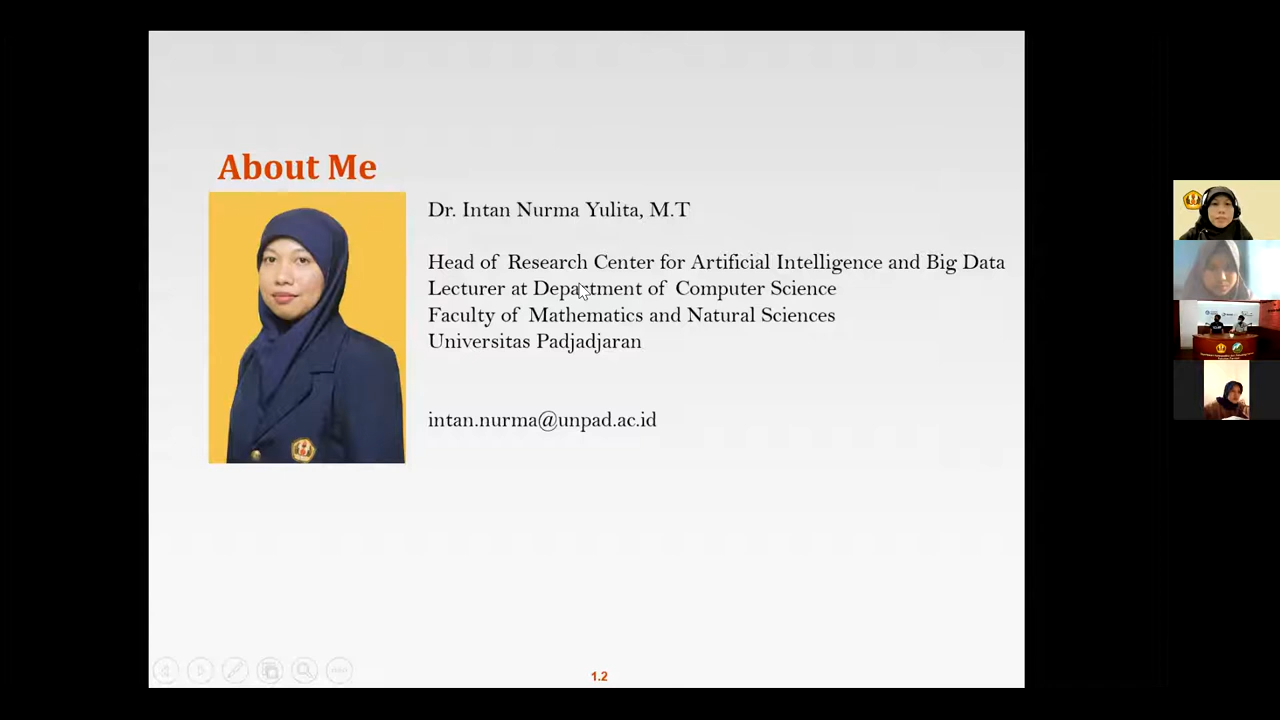 About Me
Dr. Intan Nurma Yulita, M.T
Head of Research Center for Artificial Intelligence and Big Data
Lecturer at Department of Computer Science
Faculty of Mathematics and Natural Sciences
Universitas Padjadjaran
intan.nurma@unpad.ac.id
1.2